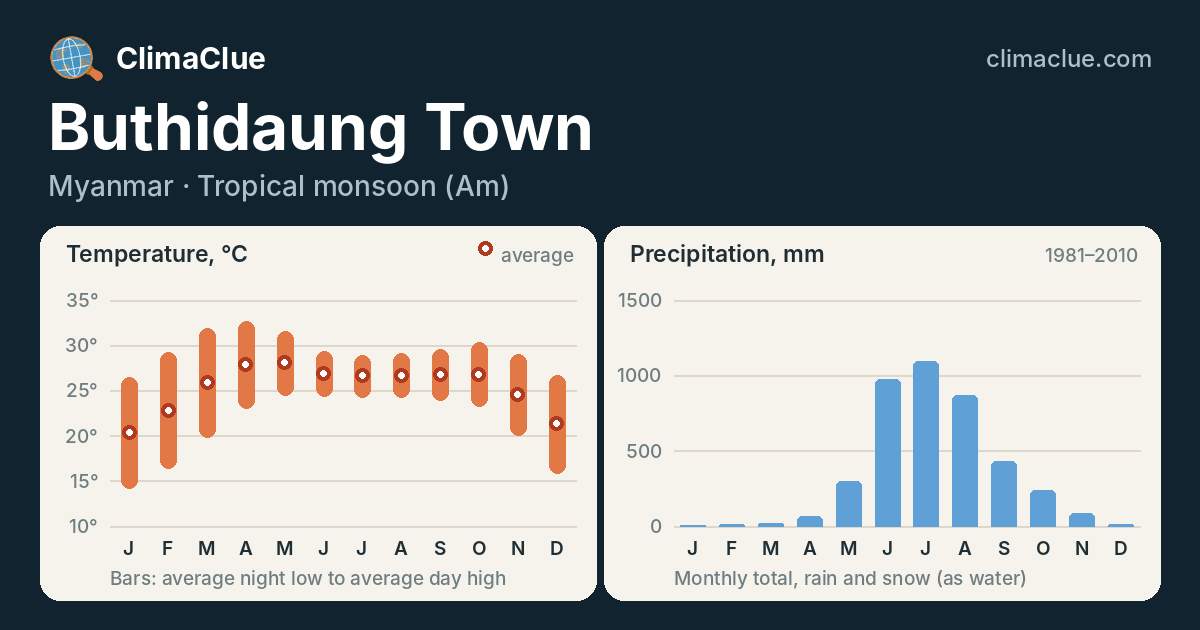 ClimaClue
climaclue.com
Buthidaung Town
Myanmar · Tropical monsoon (Am)
Temperature, °C
average
35°
30°
25°
20°
15°
10°
J F M A M J J A S O N D
Bars: average night low to average day high
Precipitation, mm
1981–2010
1500
1000
500
0
J F M A M J J A S O N D
Monthly total, rain and snow (as water)